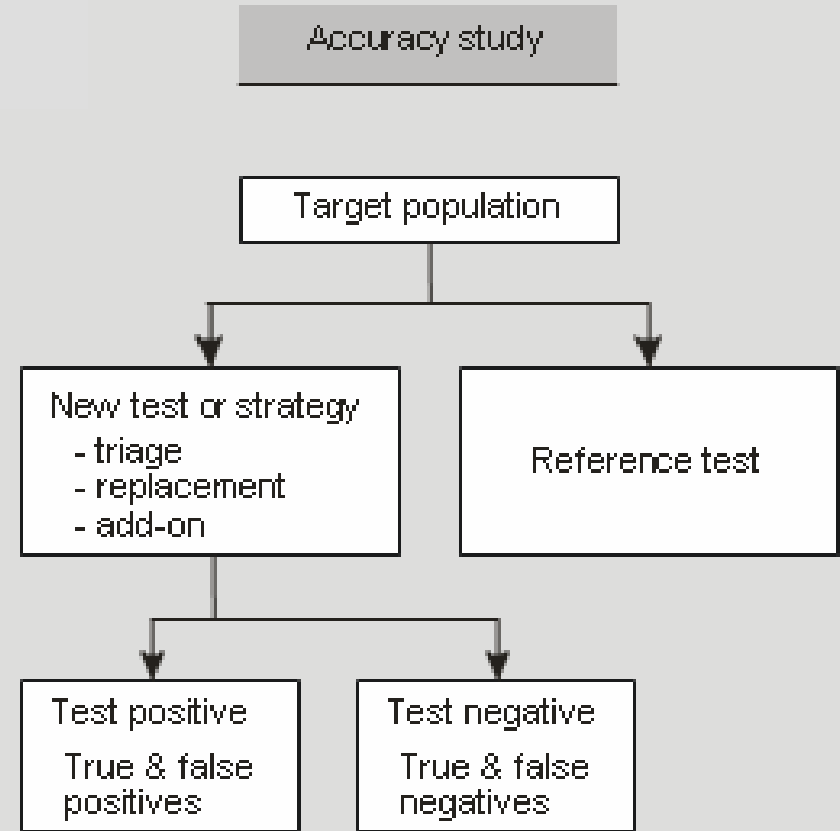 Accuracy study
Target population
New test or strategy
- triage
- replacement
- add-on
Reference test
Test positive
True & false
positives
Test negative
True & false
negatives